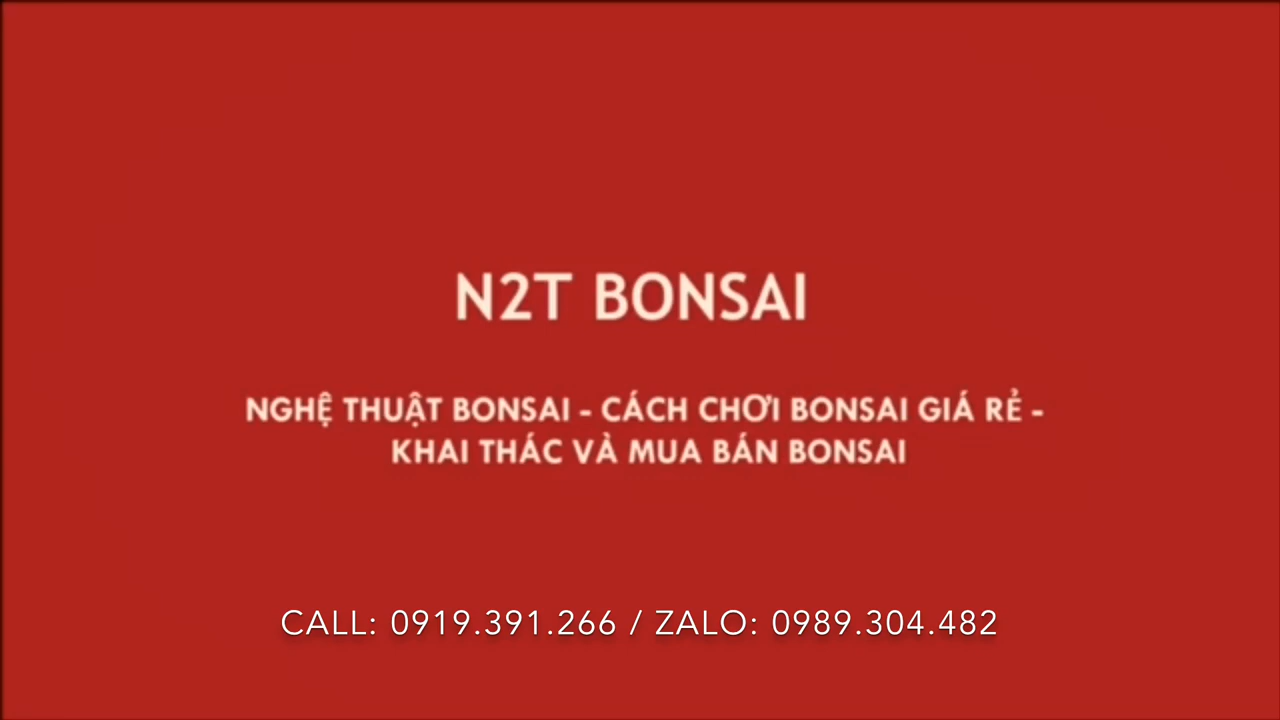 N2T BONSAI
NGHỆ THUẬT BONSAI - CÁCH CHƠI BONSAI GIÁ RẺ -
KHAI THÁC VÀ MUA BÁN BONSAI
CALL: 0919.391.266 / ZALO: 0989.304.482